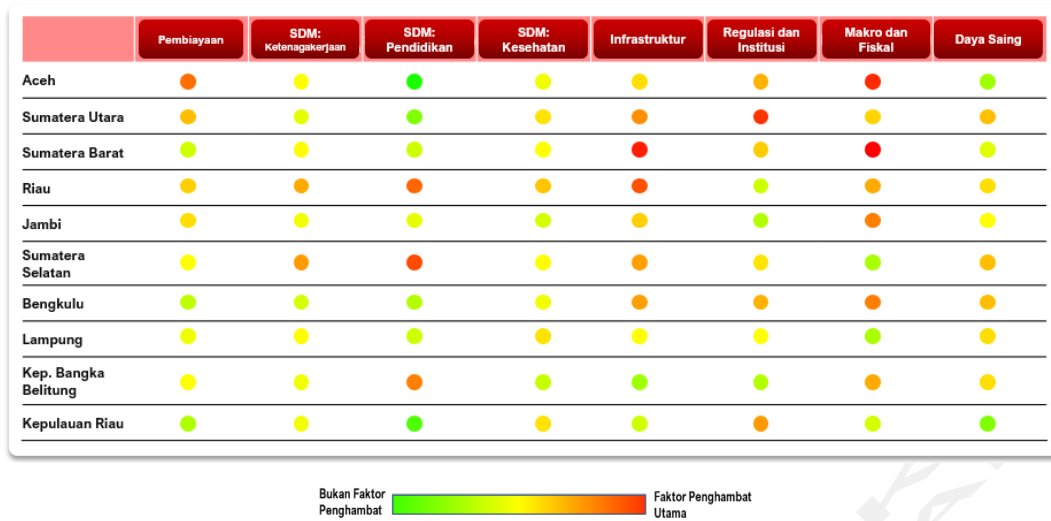 Pembiayaan
SDM:
Ketenagakerjaan
SDM:
Pendidikan
SDM:
Kesehatan
Infrastruktur
Regulasi dan
Institusi
Makro dan
Fiskal
Daya Saing
Aceh
Sumatera Utara
Sumatera Barat
Riau
Jambi
Sumatera
Selatan
Bengkulu
Lampung
Kep. Bangka
Belitung
Kepulauan Riau
Bukan Faktor
Penghambat
Faktor Penghambat
Utama